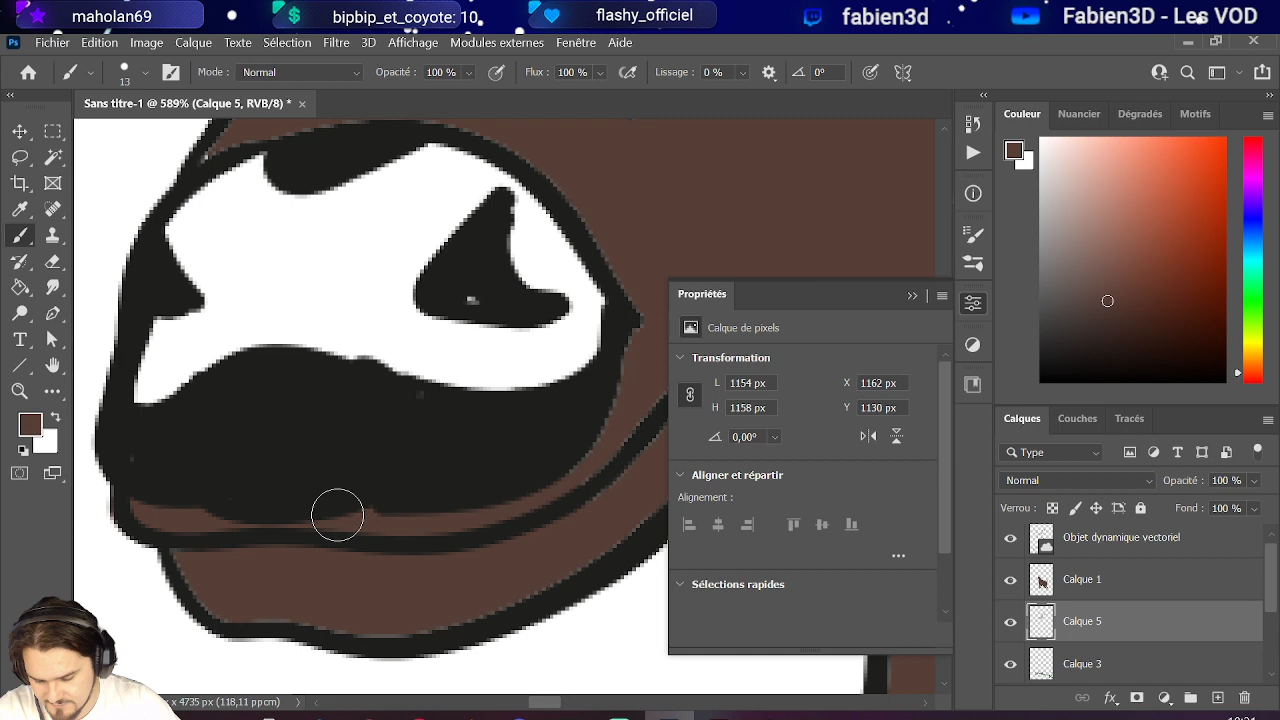 maholan69
bipbip_et_coyote: 10
flashy_officiel
fabien3d
Fabien3D - Les VOD
Ps Fichier Edition Image Calque Texte Sélection Filtre 3D Affichage Modules externes Fenêtre Aide
13 Mode : Normal Opacité : 100 % Flux : 100 % Lissage : 0 % 0°
Sans titre-1 @ 589% (Calque 5, RVB/8) *
Couleur Nuancier Dégradés Motifs
Propriétés
Calque de pixels
Transformation
L 1154 px X 1102 px
H 1158 px Y 1130 px
0,00°
Aligner et répartir
Alignement :
Sélections rapides
Calques Couches Tracés
Type
Normal Opacité : 100 %
Verrou : Fond : 100 %
Objet dynamique vectoriel
Calque 1
Calque 5
x 4735 px (118,11 ppcm)